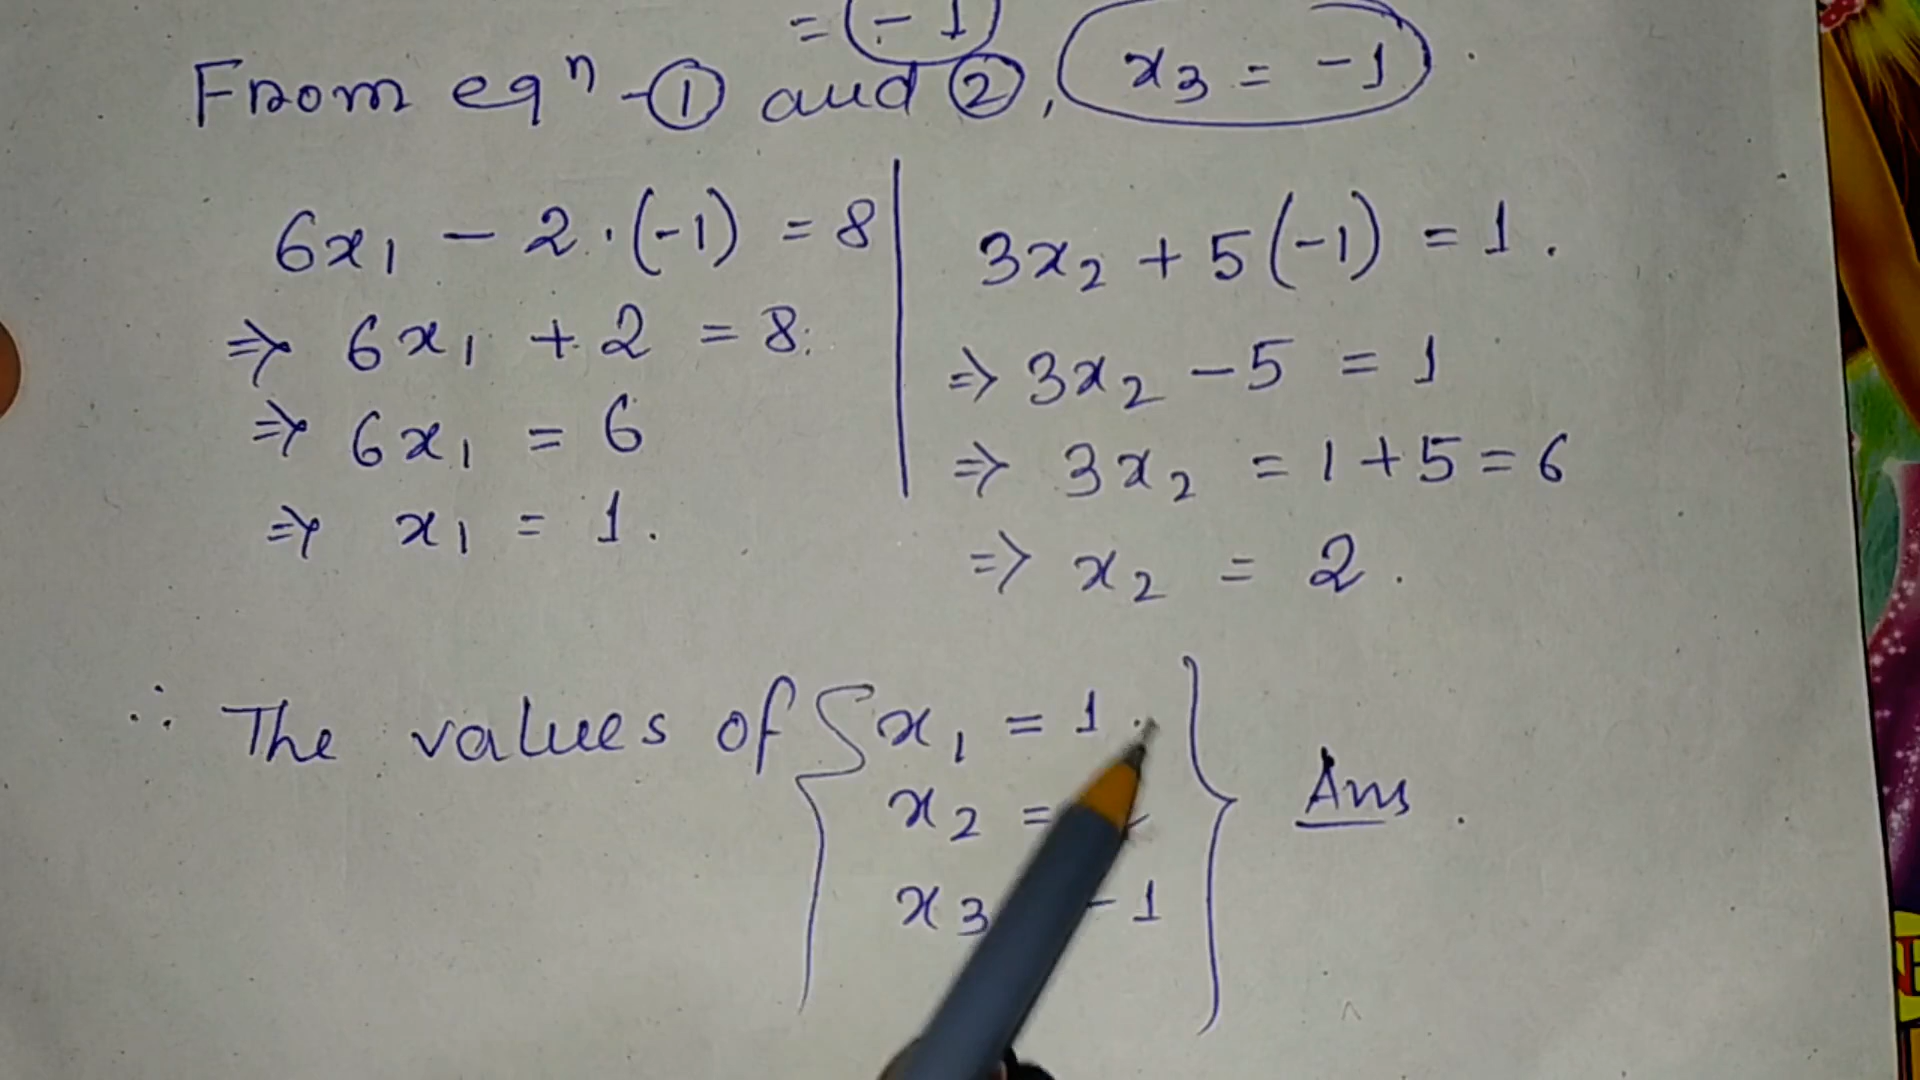 = -1
From eqⁿ - ① and ②, x₃ = -1.
6x₁ - 2·(-1) = 8
⇒ 6x₁ + 2 = 8.
⇒ 6x₁ = 6
⇒ x₁ = 1.
3x₂ + 5(-1) = 1.
⇒ 3x₂ - 5 = 1
⇒ 3x₂ = 1 + 5 = 6
⇒ x₂ = 2.
∴ The values of { x₁ = 1.
x₂ =
x₃ -1 } Ans.